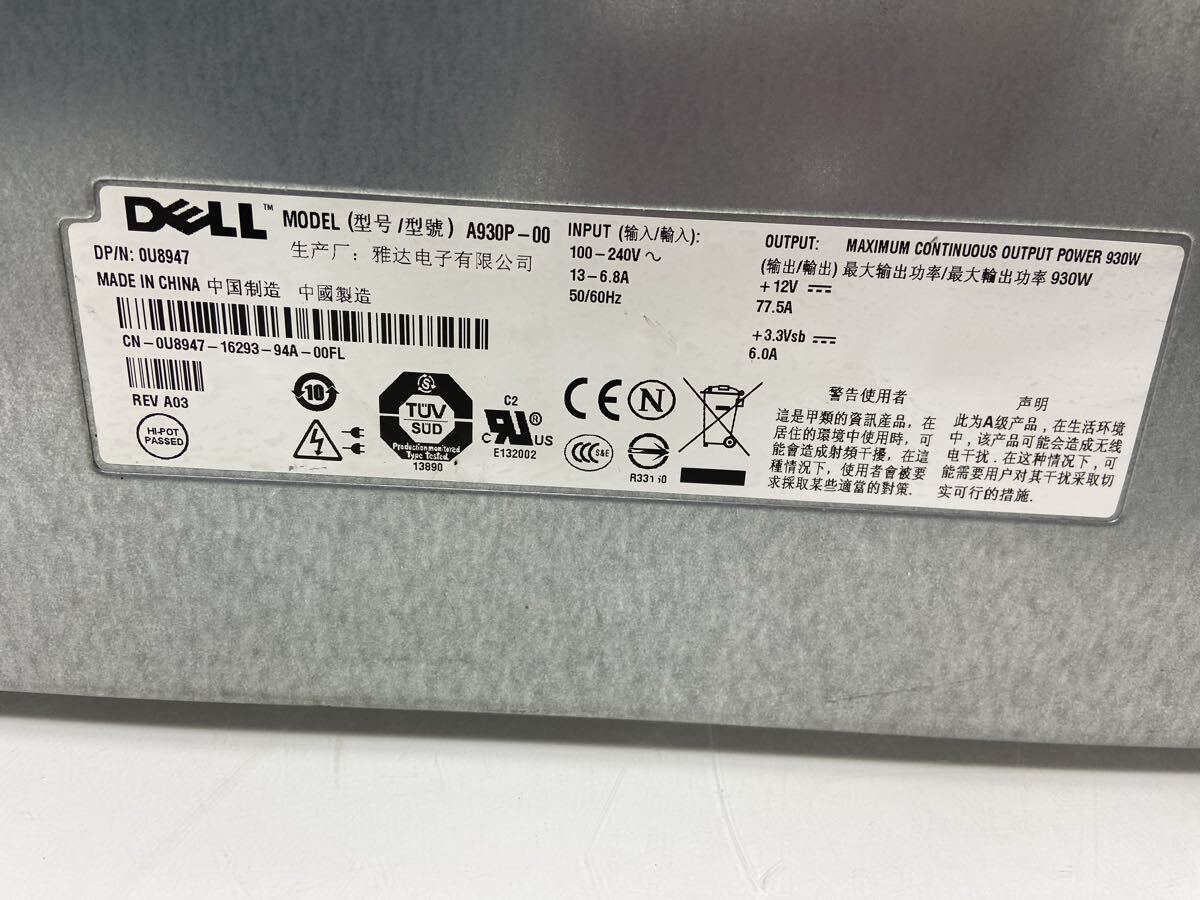 DELL™
MODEL (型号/型號) A930P-00
DP/N: 0U8947
生产厂：雅达电子有限公司
MADE IN CHINA 中国制造 中國製造
CN-0U8947-16293-94A-00FL
REV A03
HI-POT
PASSED
10
S
TÜV
SÜD
Production monitored
Type Tested
13890
C2
C UL ® US
E132002
INPUT (输入/輸入):
100-240V ～
13-6.8A
50/60Hz
CE
N
CCC S&E
OUTPUT: MAXIMUM CONTINUOUS OUTPUT POWER 930W
(输出/輸出) 最大输出功率/最大輸出功率 930W
+12V
77.5A
+3.3Vsb
6.0A
警告使用者
這是甲類的資訊産品，在
居住的環境中使用時，可
能會造成射頻干擾，在這
種情況下，使用者會被要
求採取某些適當的對策．
声明
此为A级产品，在生活环境
中，该产品可能会造成无线
电干扰．在这种情况下，可
能需要用户对其干扰采取切
实可行的措施．